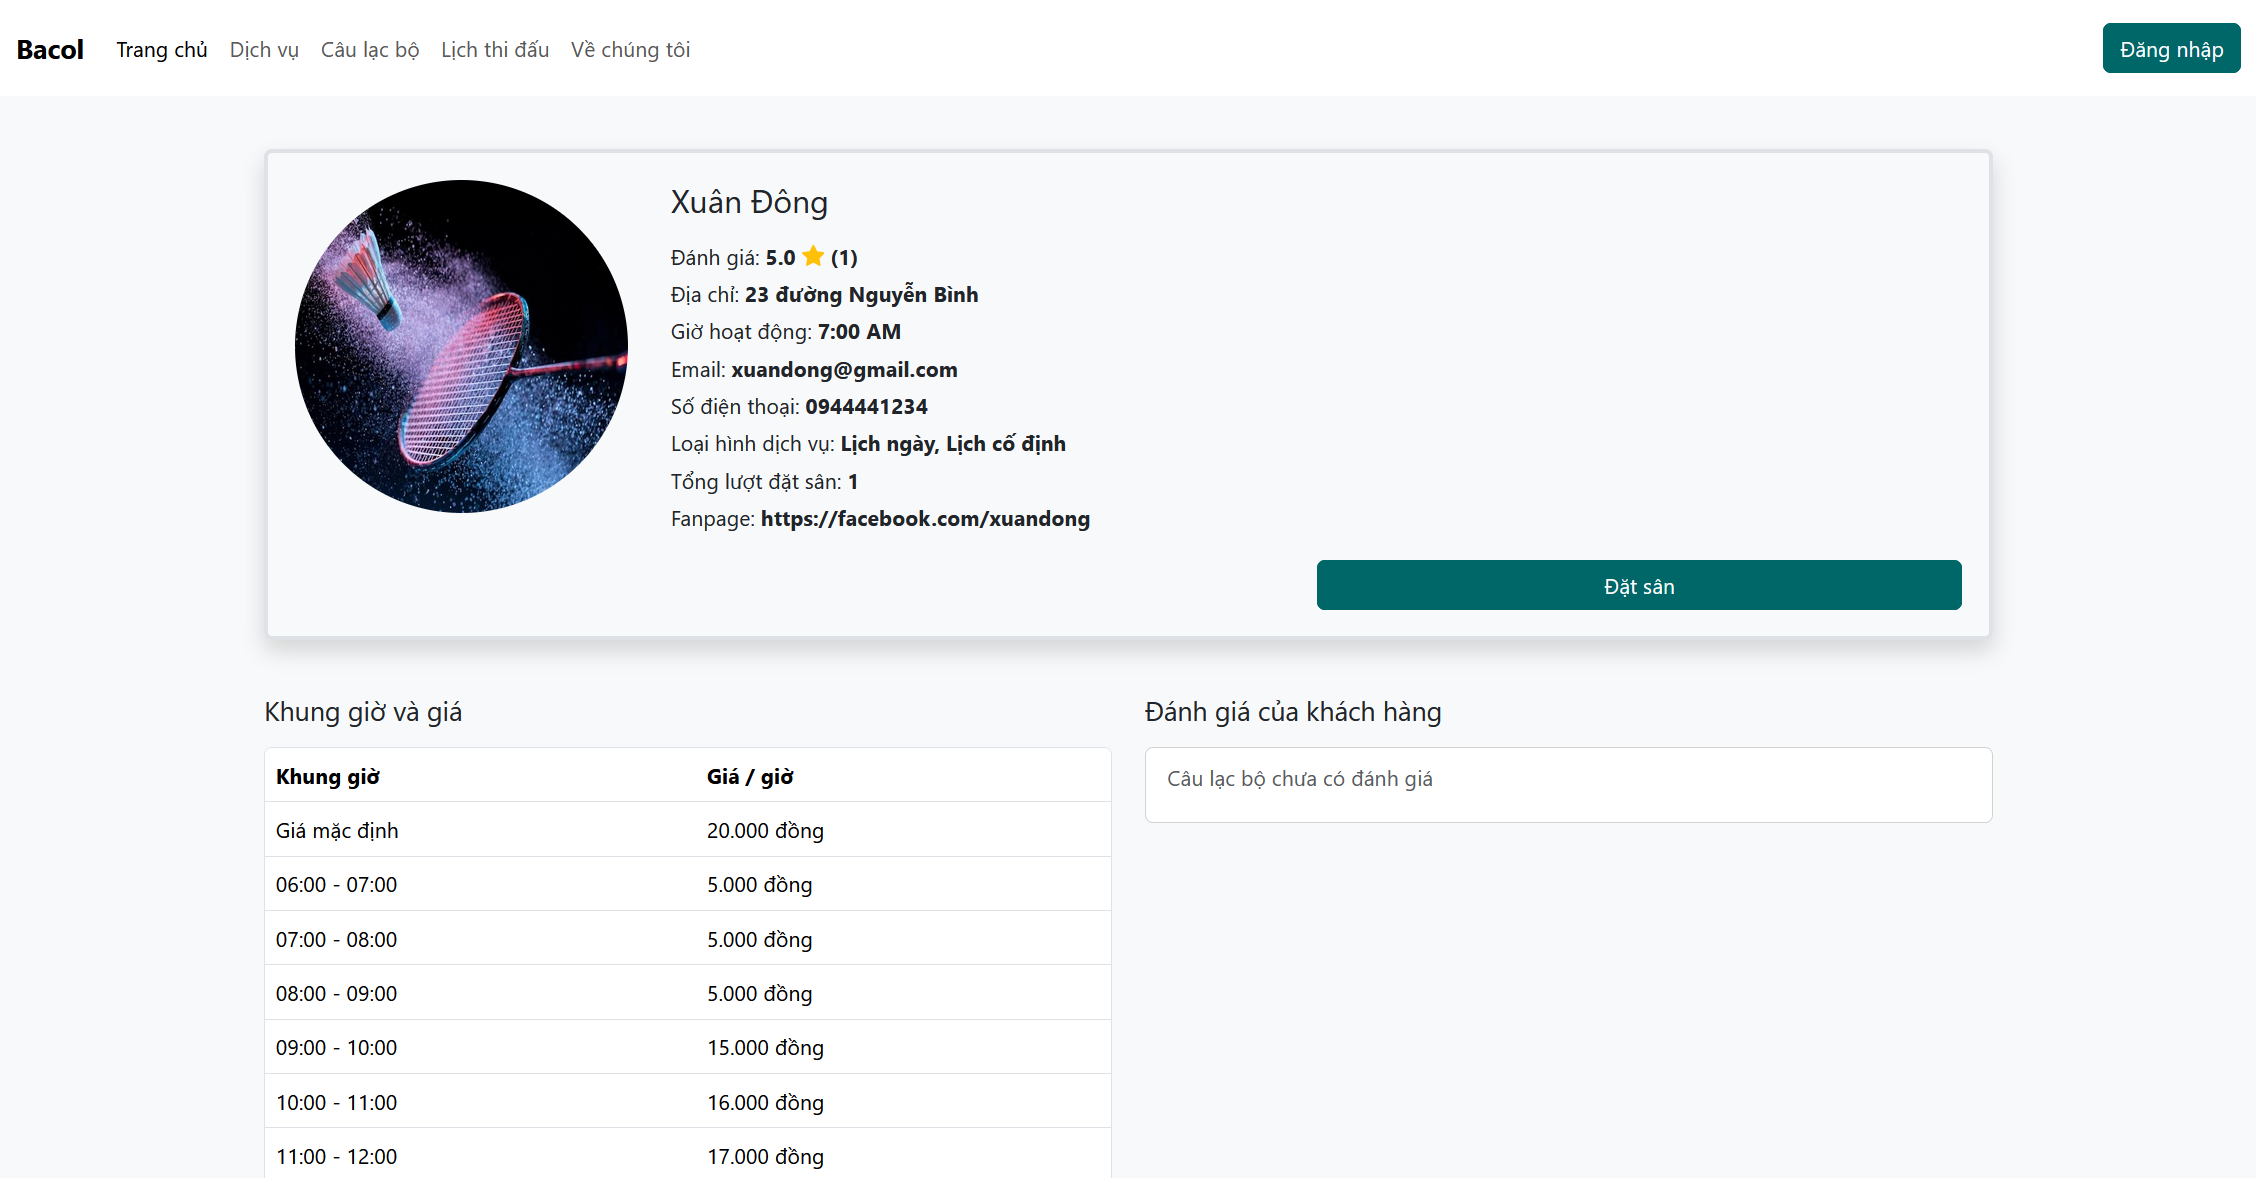 Bacol Trang chủ Dịch vụ Câu lạc bộ Lịch thi đấu Về chúng tôi Đăng nhập
Xuân Đông
Đánh giá: 5.0 (1)
Địa chỉ: 23 đường Nguyễn Bình
Giờ hoạt động: 7:00 AM
Email: xuandong@gmail.com
Số điện thoại: 0944441234
Loại hình dịch vụ: Lịch ngày, Lịch cố định
Tổng lượt đặt sân: 1
Fanpage: https://facebook.com/xuandong
Đặt sân
Khung giờ và giá
Khung giờ Giá / giờ
Giá mặc định 20.000 đồng
06:00 - 07:00 5.000 đồng
07:00 - 08:00 5.000 đồng
08:00 - 09:00 5.000 đồng
09:00 - 10:00 15.000 đồng
10:00 - 11:00 16.000 đồng
11:00 - 12:00 17.000 đồng
Đánh giá của khách hàng
Câu lạc bộ chưa có đánh giá